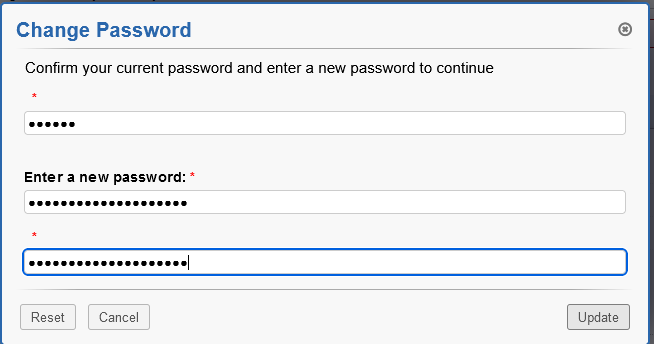 Change Password
Confirm your current password and enter a new password to continue
*
••••••
Enter a new password: *
••••••••••••••••••••
*
••••••••••••••••••••
Reset Cancel Update